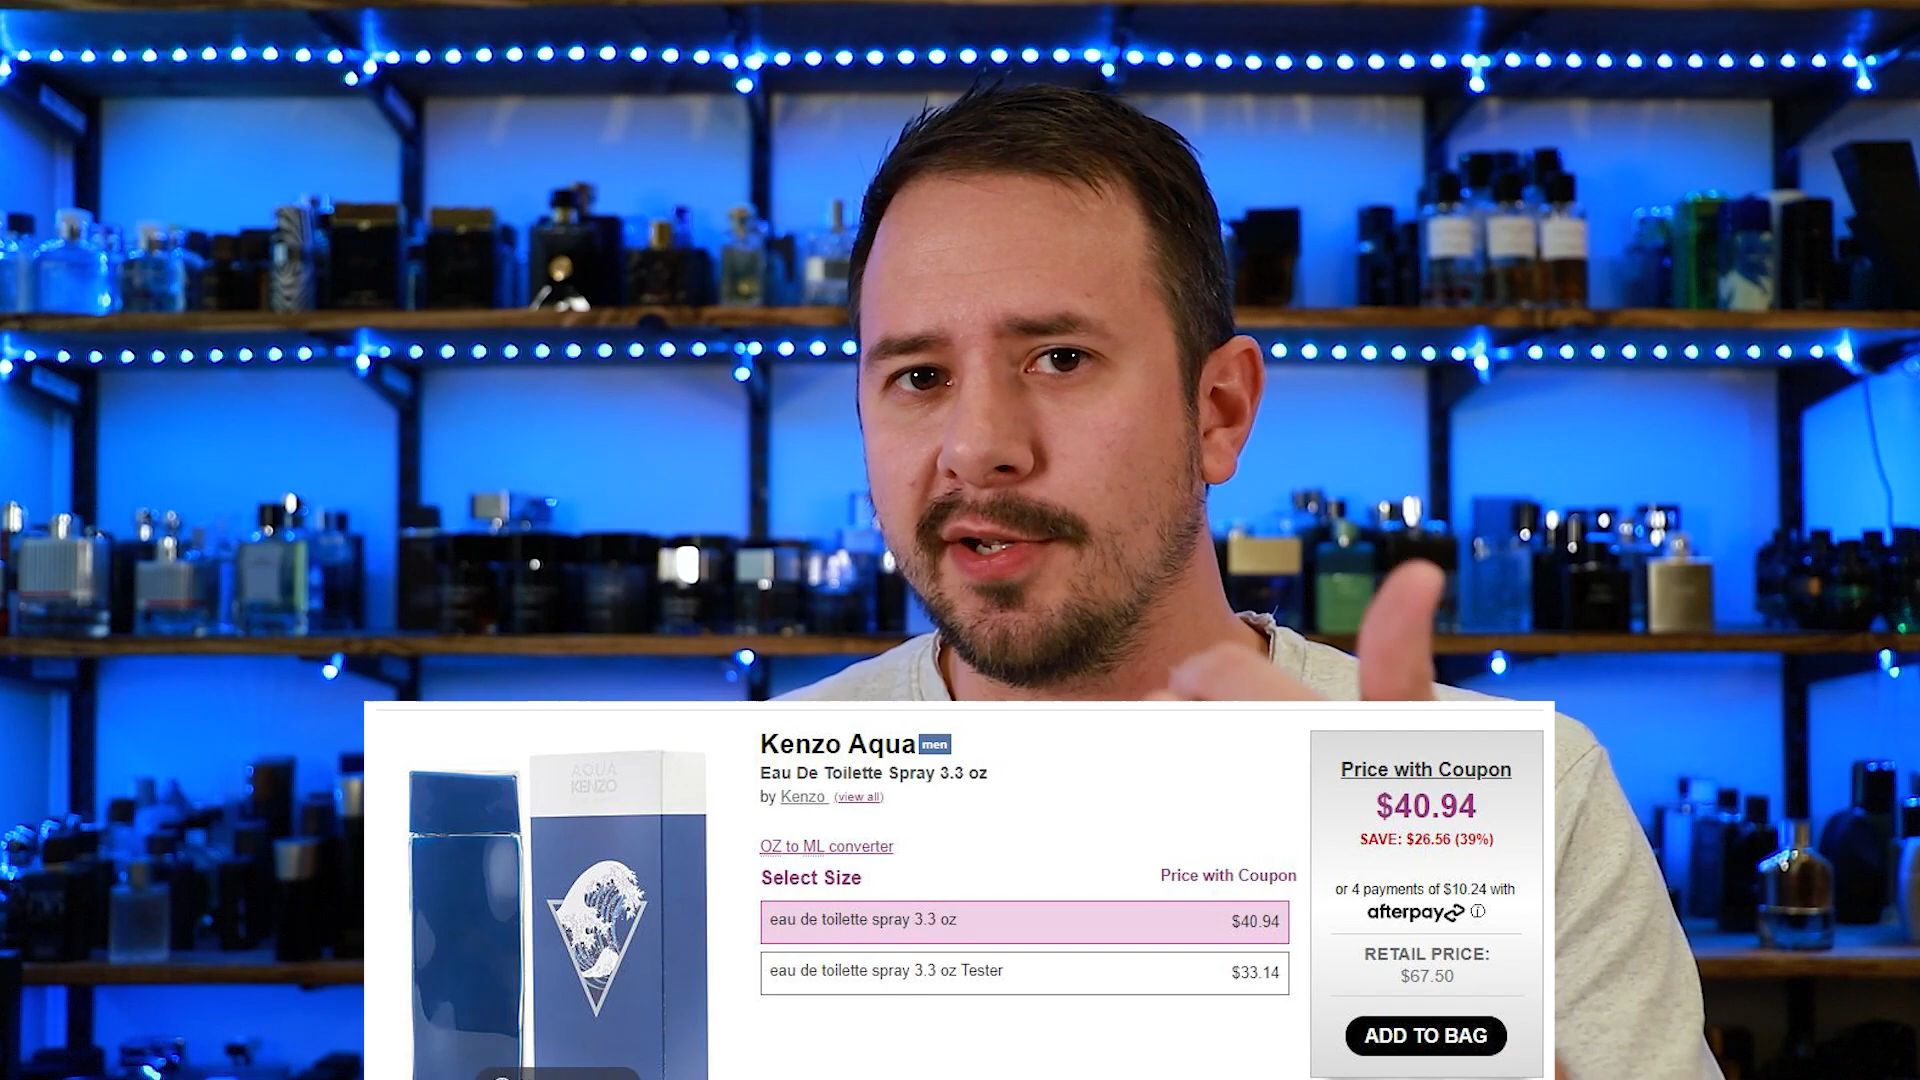 AQUA
KENZO
Kenzo Aqua men
Eau De Toilette Spray 3.3 oz
by Kenzo (view all)
OZ to ML converter
Select Size Price with Coupon
eau de toilette spray 3.3 oz $40.94
eau de toilette spray 3.3 oz Tester $33.14
Price with Coupon
$40.94
SAVE: $26.56 (39%)
or 4 payments of $10.24 with
afterpay
RETAIL PRICE:
$67.50
ADD TO BAG